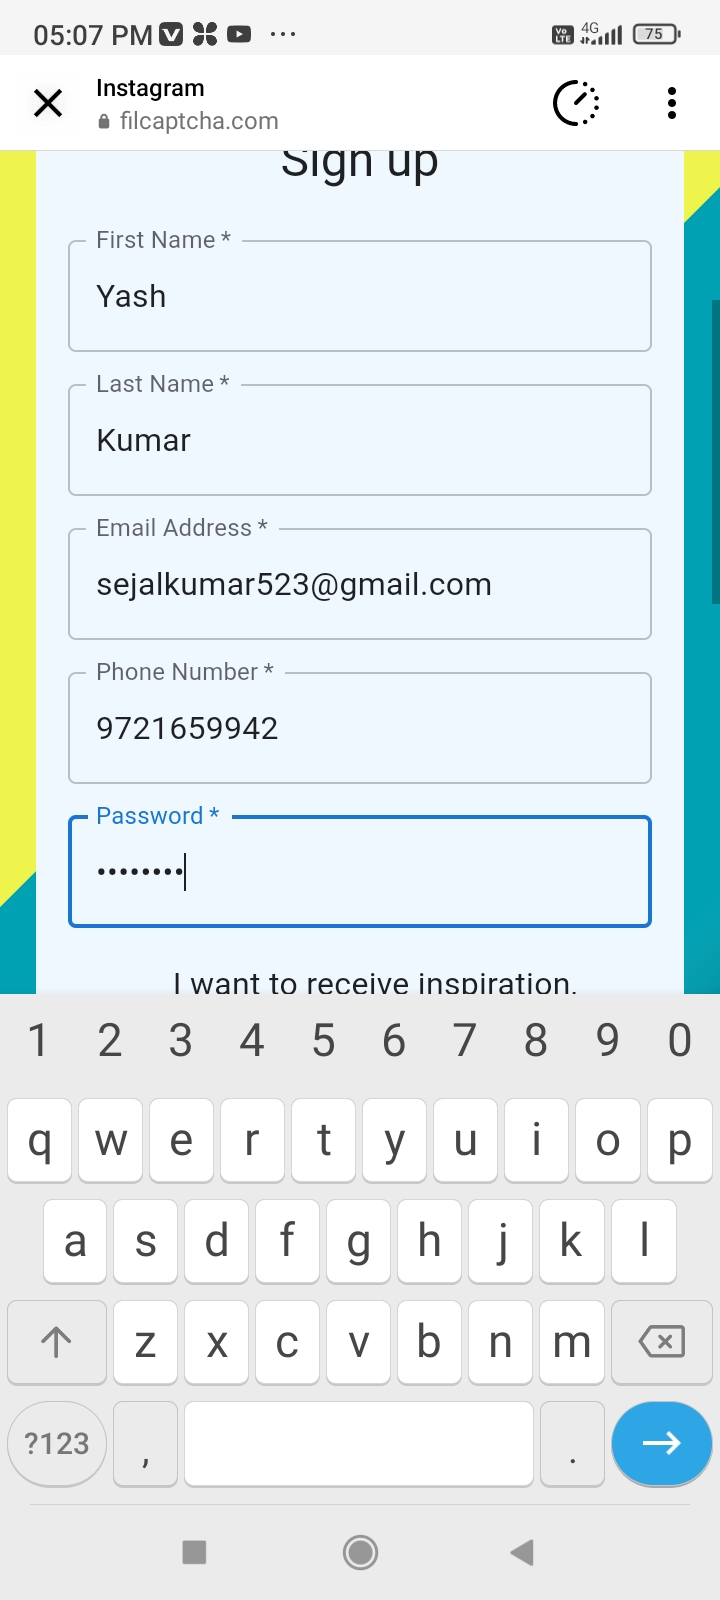 05:07 PM
Vo LTE 4G 75
Instagram
filcaptcha.com
Sign up
First Name *
Yash
Last Name *
Kumar
Email Address *
sejalkumar523@gmail.com
Phone Number *
9721659942
Password *
••••••••
I want to receive inspiration,
1 2 3 4 5 6 7 8 9 0
q w e r t y u i o p
a s d f g h j k l
z x c v b n m
?123 , .